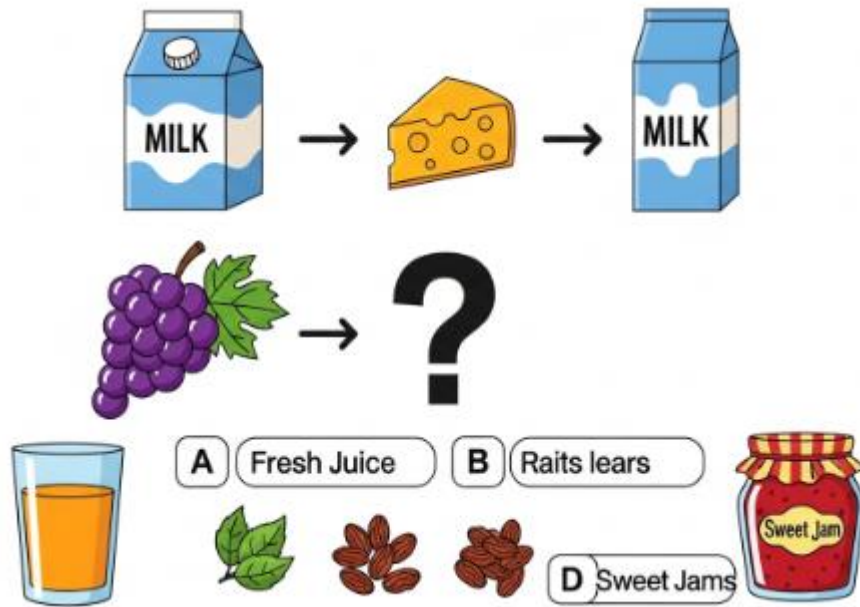 MILK
MILK
?
A Fresh Juice
B Raits lears
Sweet Jam
D Sweet Jams